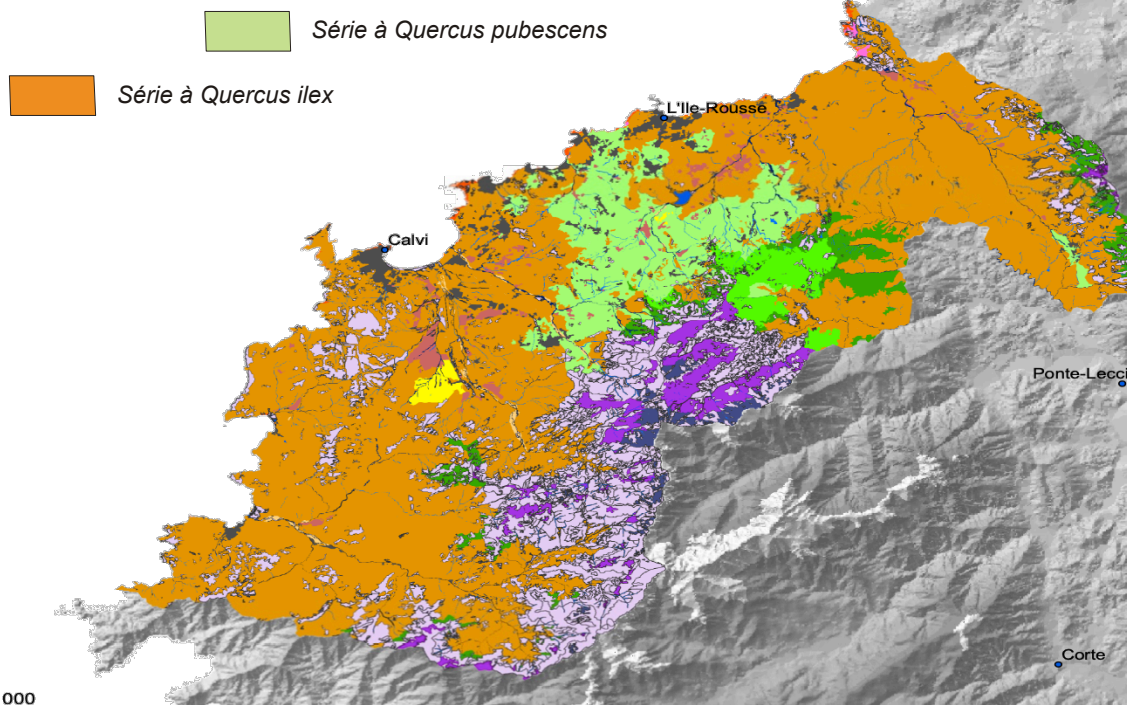 Série à Quercus pubescens
Série à Quercus ilex
L'Ile-Rousse
Calvi
Ponte-Lecci
Corte
000